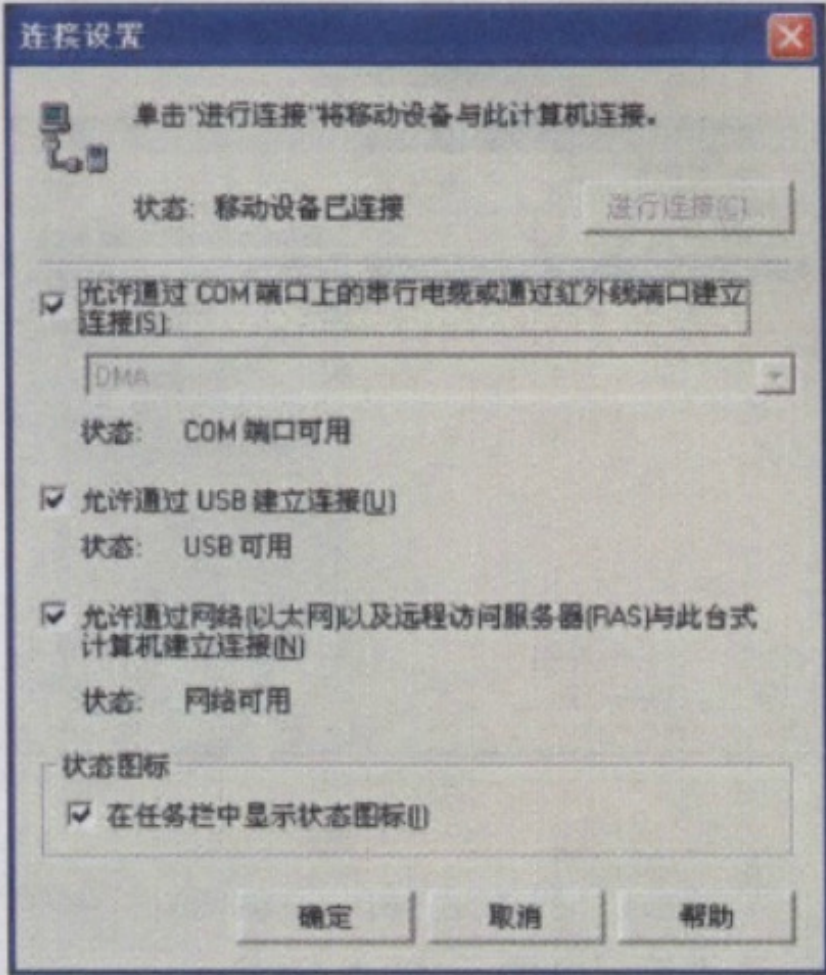 连接设置
单击"进行连接"将移动设备与此计算机连接。
状态: 移动设备已连接
进行连接(C)...
允许通过 COM 端口上的串行电缆或通过红外线端口建立
连接(S):
DMA
状态: COM 端口可用
允许通过 USB 建立连接(U)
状态: USB 可用
允许通过网络(以太网)以及远程访问服务器(RAS)与此台式
计算机建立连接(N)
状态: 网络可用
状态图标
在任务栏中显示状态图标(I)
确定 取消 帮助